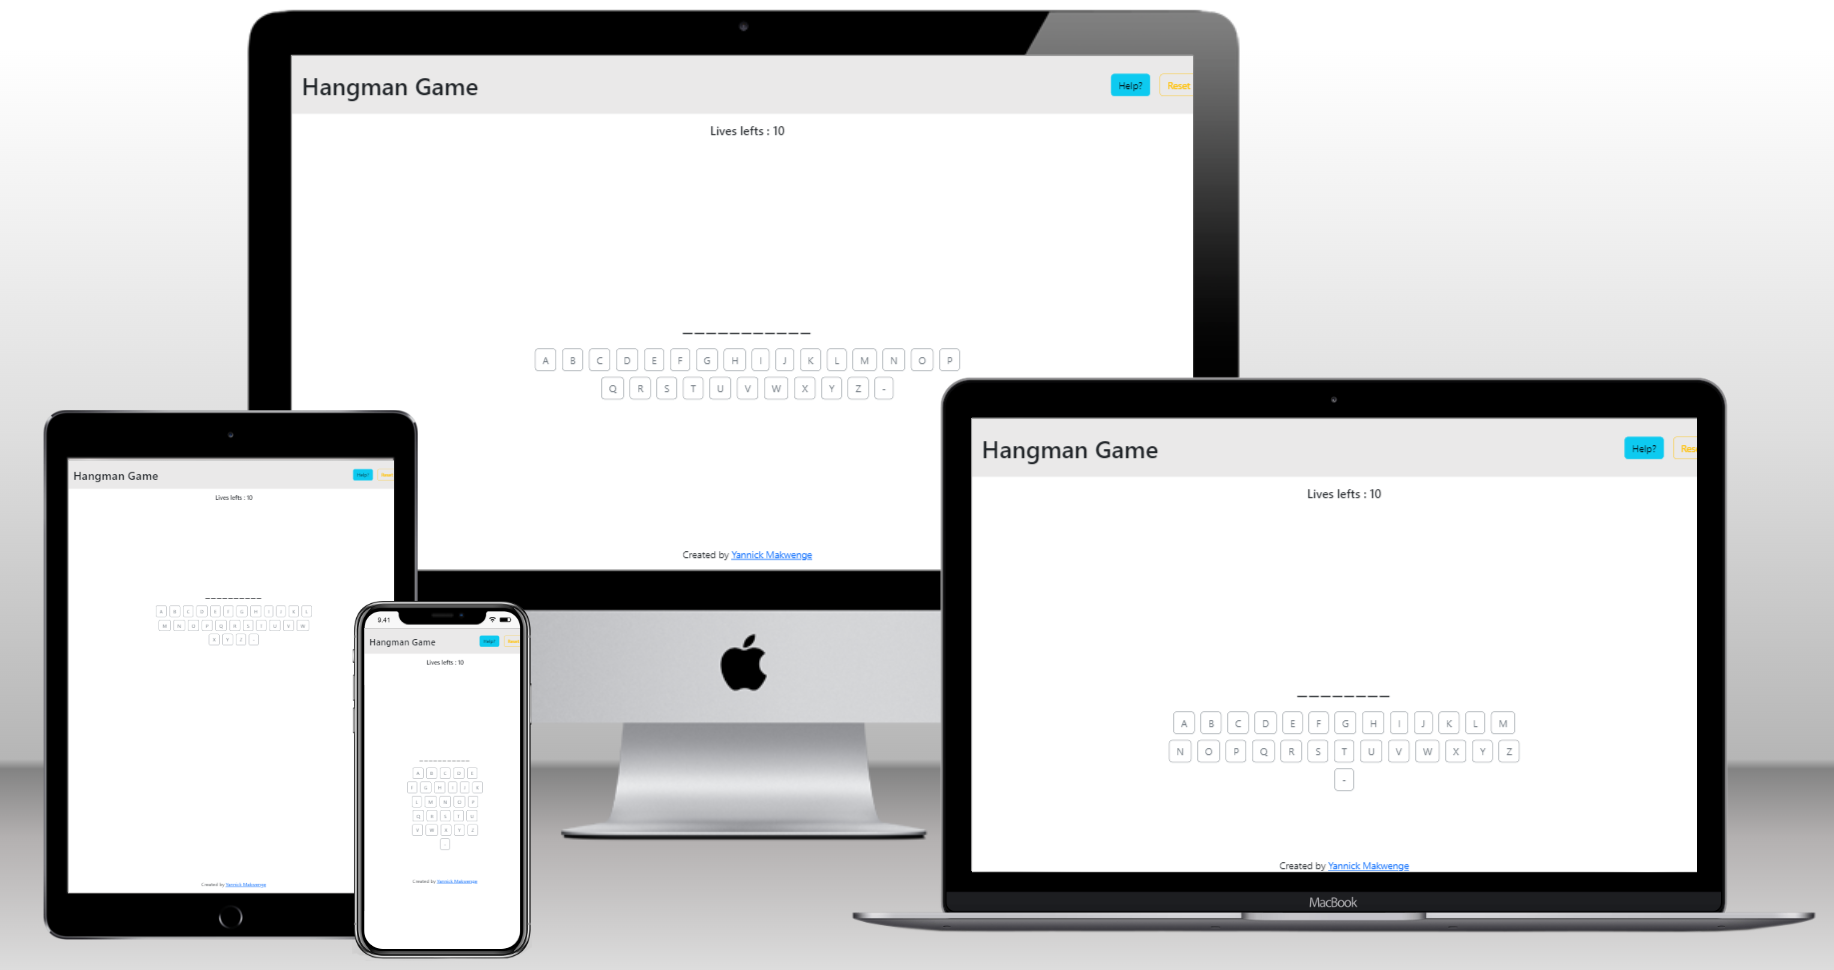 Hangman Game
Help? Reset
Lives lefts : 10
___________
A B C D E F G H I J K L M N O P
Q R S T U V W X Y Z -
Created by Yannick Makwenge
Hangman Game
Help? Reset
Lives lefts : 10
__________
A B C D E F G H I J K L
M N O P Q R S T U V W
X Y Z -
Created by Yannick Makwenge
9.41
Hangman Game
Help? Reset
Lives lefts : 10
___________
A B C D E
F G H I J K
L M N O P
Q R S T U
V W X Y Z
-
Created by Yannick Makwenge
Hangman Game
Help? Res
Lives lefts : 10
________
A B C D E F G H I J K L M
N O P Q R S T U V W X Y Z
-
Created by Yannick Makwenge
MacBook